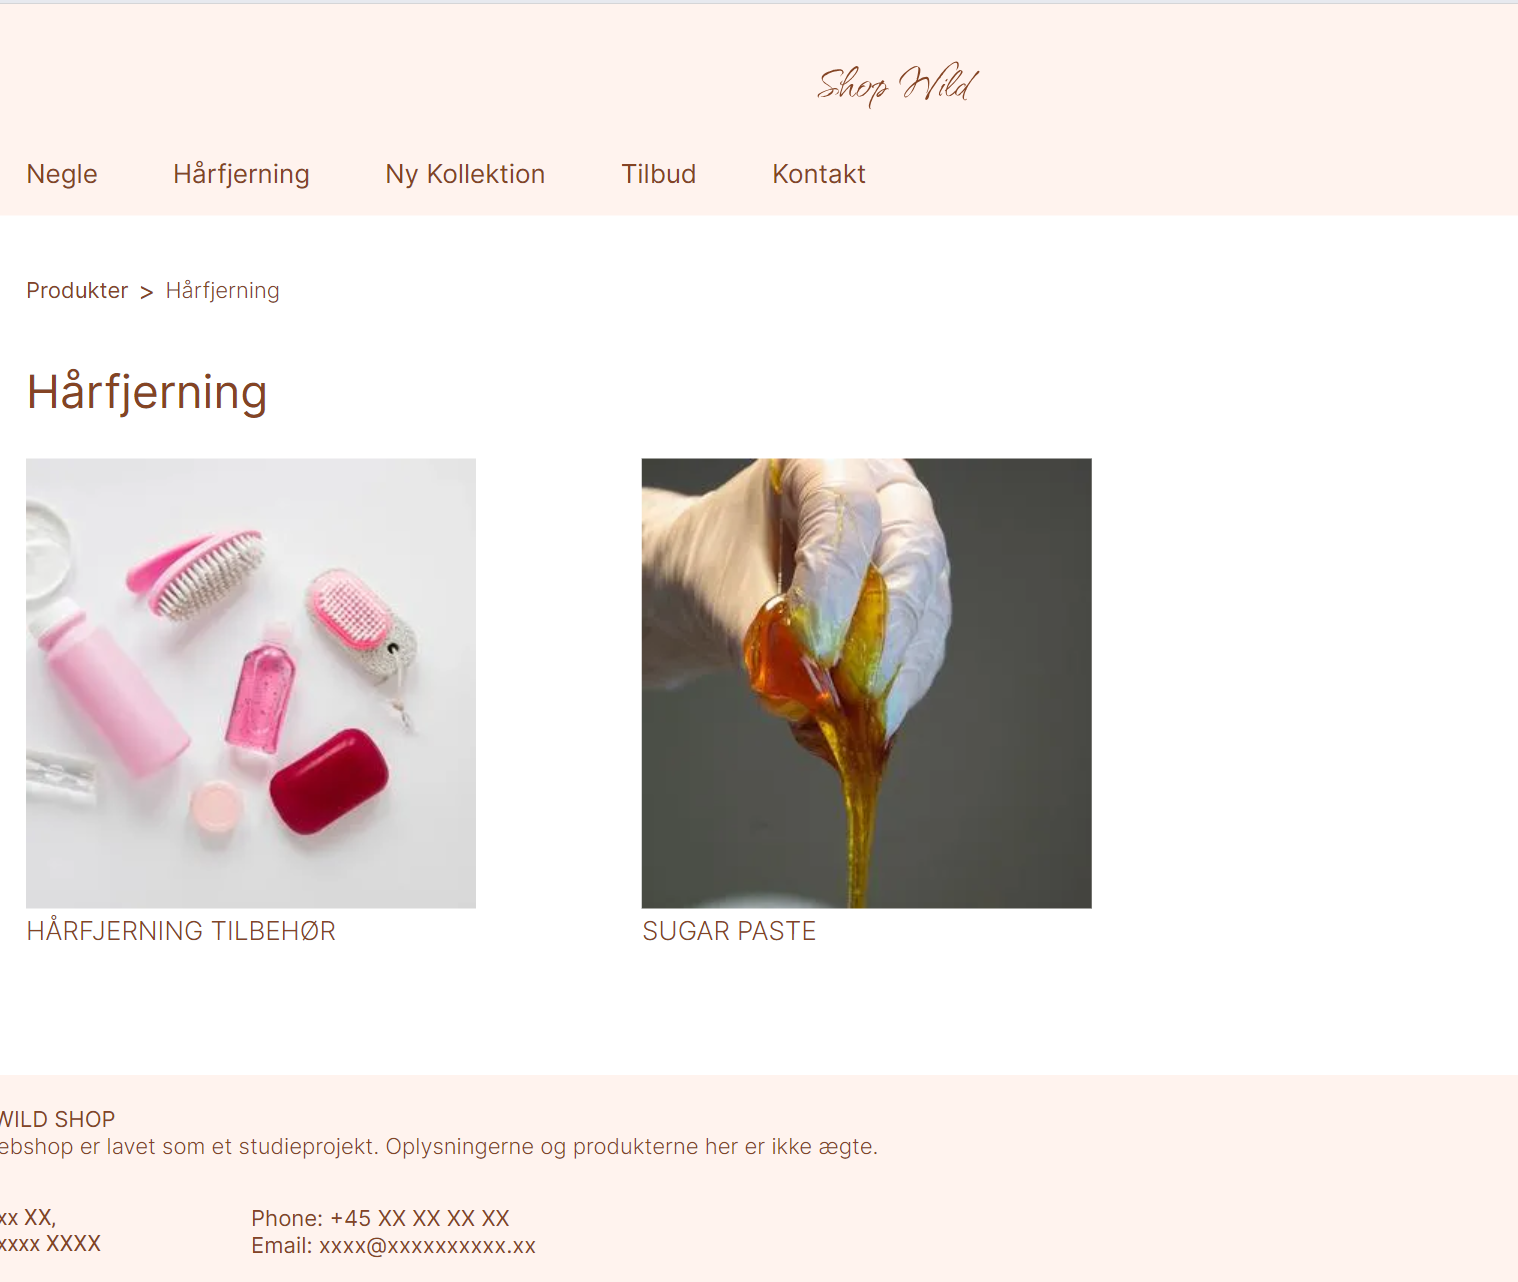 Shop Wild
Negle Hårfjerning Ny Kollektion Tilbud Kontakt
Produkter > Hårfjerning
Hårfjerning
HÅRFJERNING TILBEHØR
SUGAR PASTE
WILD SHOP
ebshop er lavet som et studieprojekt. Oplysningerne og produkterne her er ikke ægte.
xx XX,
xxxx XXXX
Phone: +45 XX XX XX XX
Email: xxxx@xxxxxxxxxx.xx